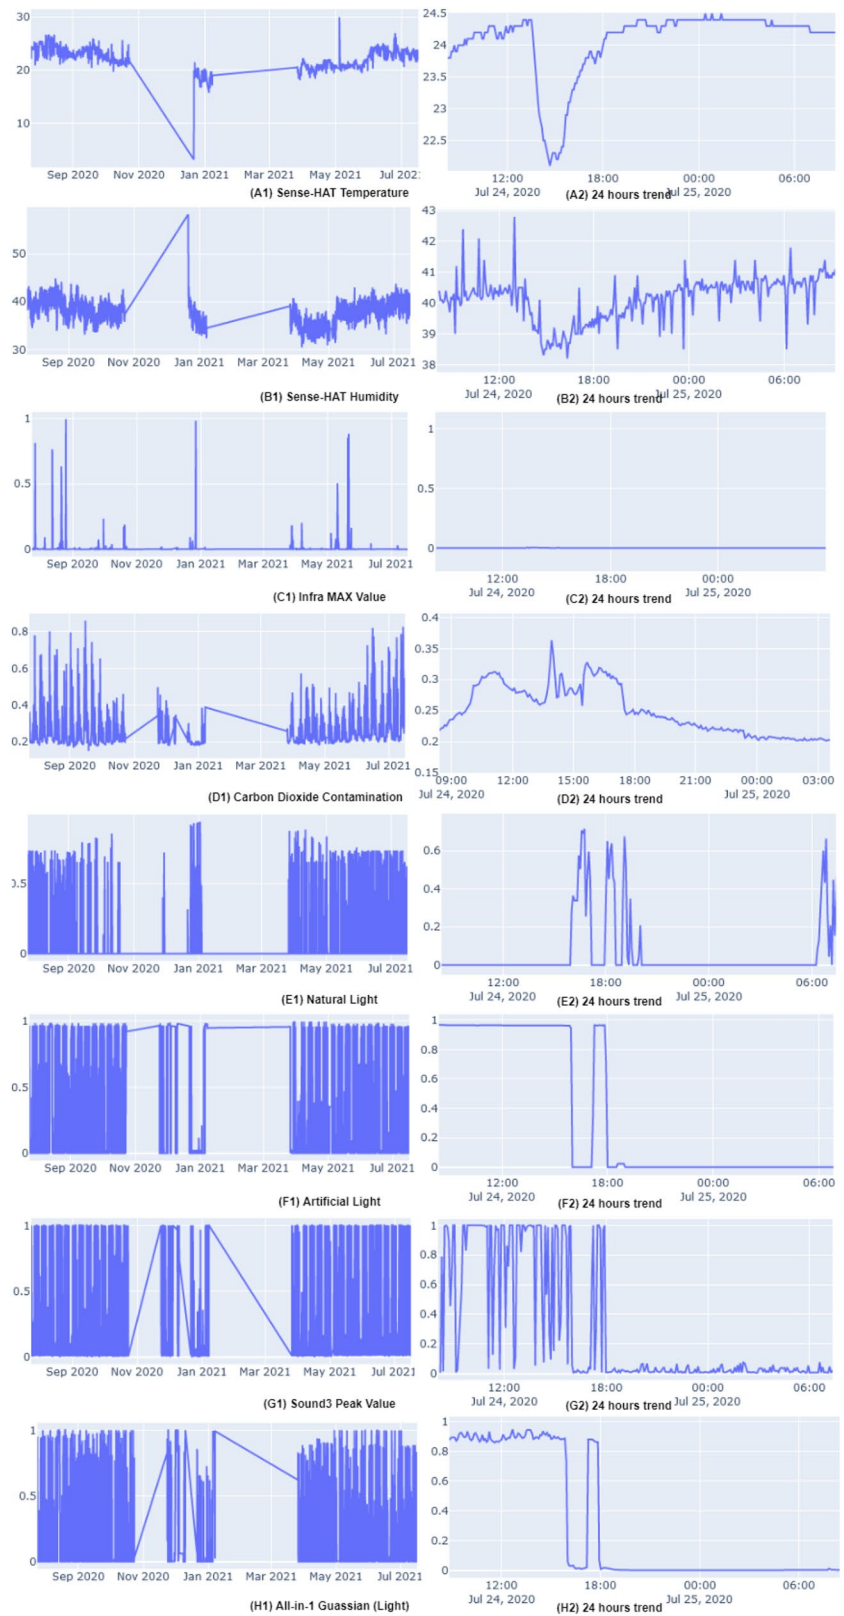 30
20
10
Sep 2020 Nov 2020 Jan 2021 Mar 2021 May 2021 Jul 202
(A1) Sense-HAT Temperature
24.5
24
23.5
23
22.5
12:00 18:00 00:00 06:00
Jul 24, 2020 Jul 25, 2020
(A2) 24 hours trend
50
40
30
Sep 2020 Nov 2020 Jan 2021 Mar 2021 May 2021 Jul 2021
(B1) Sense-HAT Humidity
43
42
41
40
39
38
12:00 18:00 00:00 06:00
Jul 24, 2020 Jul 25, 2020
(B2) 24 hours trend
1
0.5
0
Sep 2020 Nov 2020 Jan 2021 Mar 2021 May 2021 Jul 2021
(C1) Infra MAX Value
1
0.5
0
12:00 18:00 00:00
Jul 24, 2020 Jul 25, 2020
(C2) 24 hours trend
0.8
0.6
0.4
0.2
Sep 2020 Nov 2020 Jan 2021 Mar 2021 May 2021 Jul 2021
(D1) Carbon Dioxide Contamination
0.4
0.35
0.3
0.25
0.2
0.15
09:00 12:00 15:00 18:00 21:00 00:00 03:00
Jul 24, 2020 Jul 25, 2020
(D2) 24 hours trend
0.5
0
Sep 2020 Nov 2020 Jan 2021 Mar 2021 May 2021 Jul 2021
(E1) Natural Light
0.6
0.4
0.2
0
12:00 18:00 00:00 06:00
Jul 24, 2020 Jul 25, 2020
(E2) 24 hours trend
1
0.5
0
Sep 2020 Nov 2020 Jan 2021 Mar 2021 May 2021 Jul 2021
(F1) Artificial Light
1
0.8
0.6
0.4
0.2
0
12:00 18:00 00:00 06:00
Jul 24, 2020 Jul 25, 2020
(F2) 24 hours trend
1
0.5
0
Sep 2020 Nov 2020 Jan 2021 Mar 2021 May 2021 Jul 2021
(G1) Sound3 Peak Value
1
0.8
0.6
0.4
0.2
0
12:00 18:00 00:00 06:00
Jul 24, 2020 Jul 25, 2020
(G2) 24 hours trend
1
0.5
0
Sep 2020 Nov 2020 Jan 2021 Mar 2021 May 2021 Jul 2021
(H1) All-in-1 Guassian (Light)
1
0.8
0.6
0.4
0.2
0
12:00 18:00 00:00 06:00
Jul 24, 2020 Jul 25, 2020
(H2) 24 hours trend